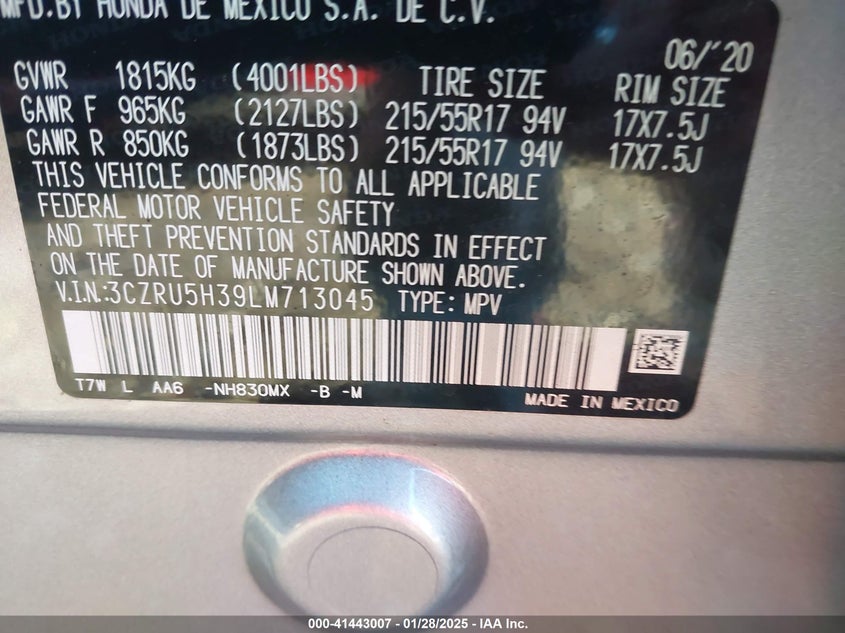 MFD.BY HONDA DE MEXICO S.A. DE C.V.
06/'20
GVWR 1815KG (4001LBS) TIRE SIZE RIM SIZE
GAWR F 965KG (2127LBS) 215/55R17 94V 17X7.5J
GAWR R 850KG (1873LBS) 215/55R17 94V 17X7.5J
THIS VEHICLE CONFORMS TO ALL APPLICABLE
FEDERAL MOTOR VEHICLE SAFETY
AND THEFT PREVENTION STANDARDS IN EFFECT
ON THE DATE OF MANUFACTURE SHOWN ABOVE.
V.I.N.:3CZRU5H39LM713045 TYPE: MPV
T7W L AA6 -NH830MX -B -M
MADE IN MEXICO
000-41443007 - 01/28/2025 - IAA Inc.